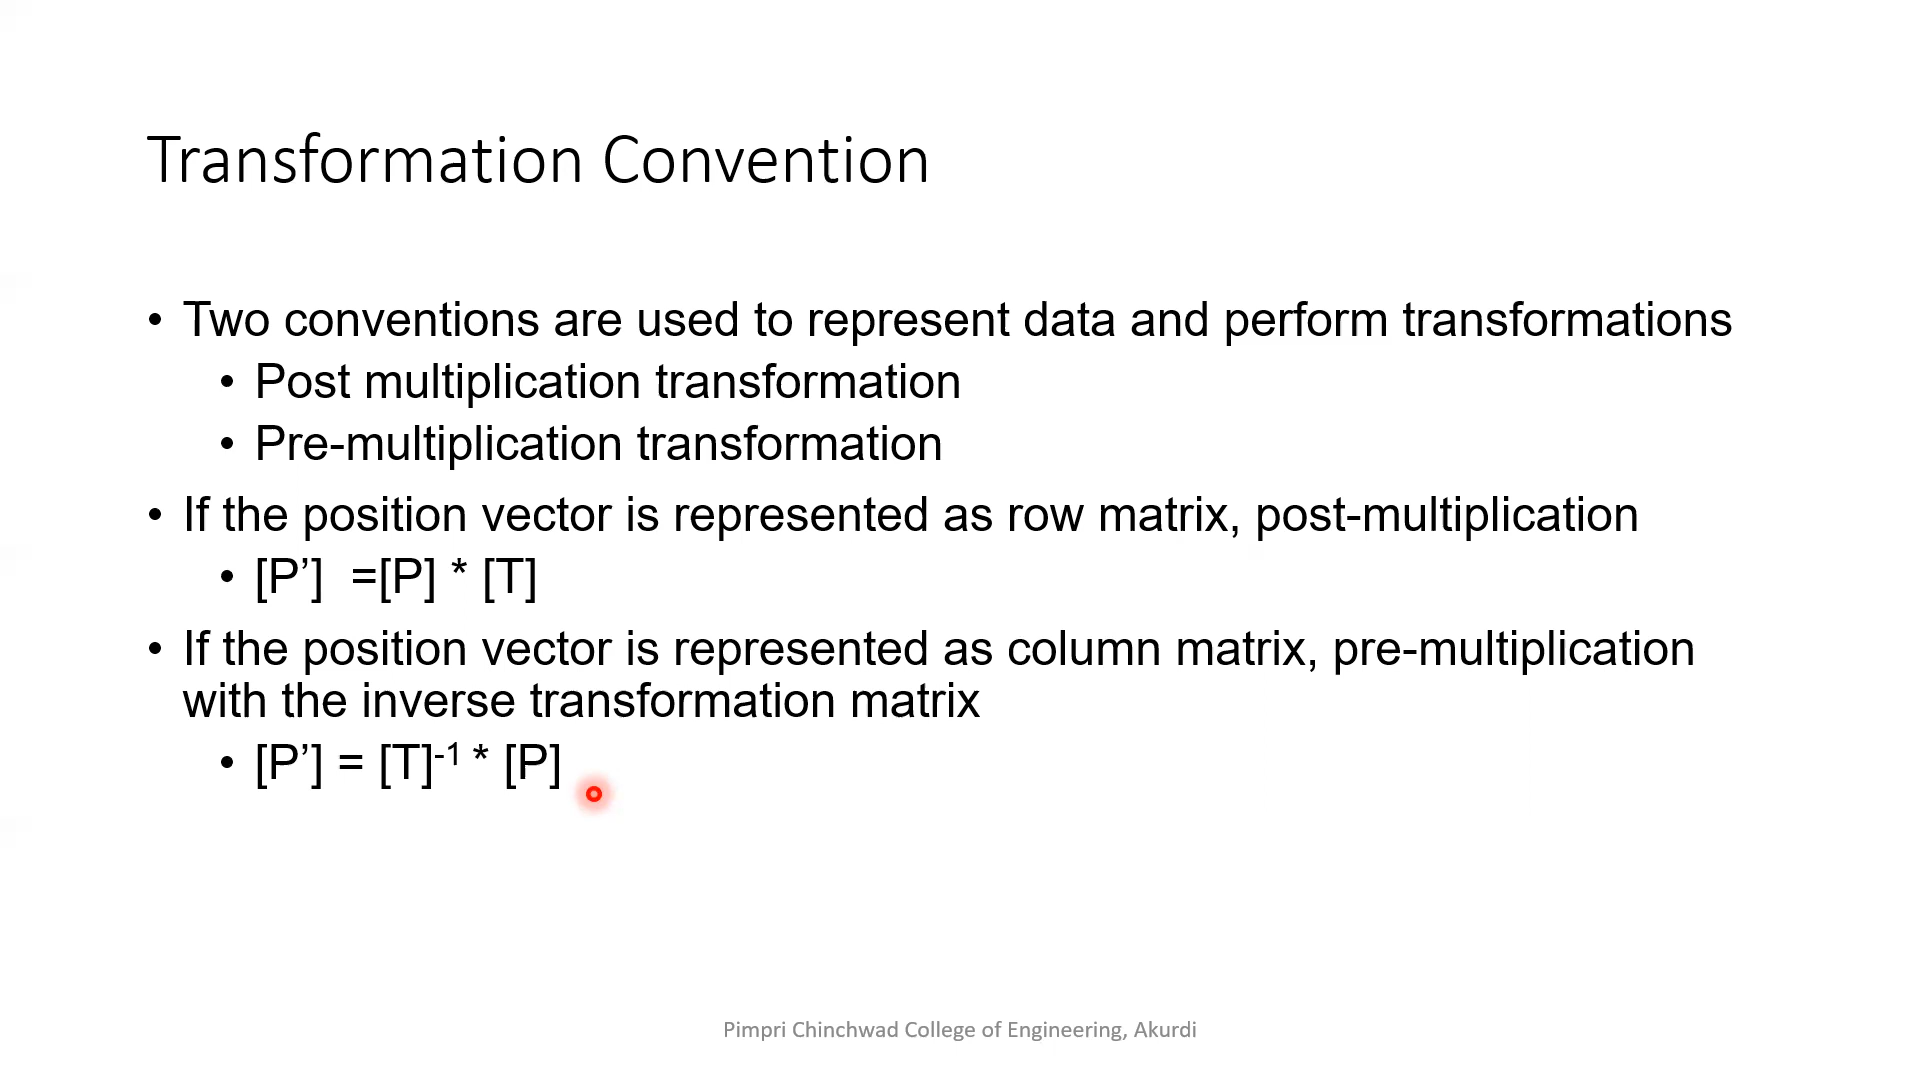 Transformation Convention
• Two conventions are used to represent data and perform transformations
• Post multiplication transformation
• Pre-multiplication transformation
• If the position vector is represented as row matrix, post-multiplication
• [P’]  =[P] * [T]
• If the position vector is represented as column matrix, pre-multiplication
with the inverse transformation matrix
• [P’] = [T]-1 * [P]
Pimpri Chinchwad College of Engineering, Akurdi